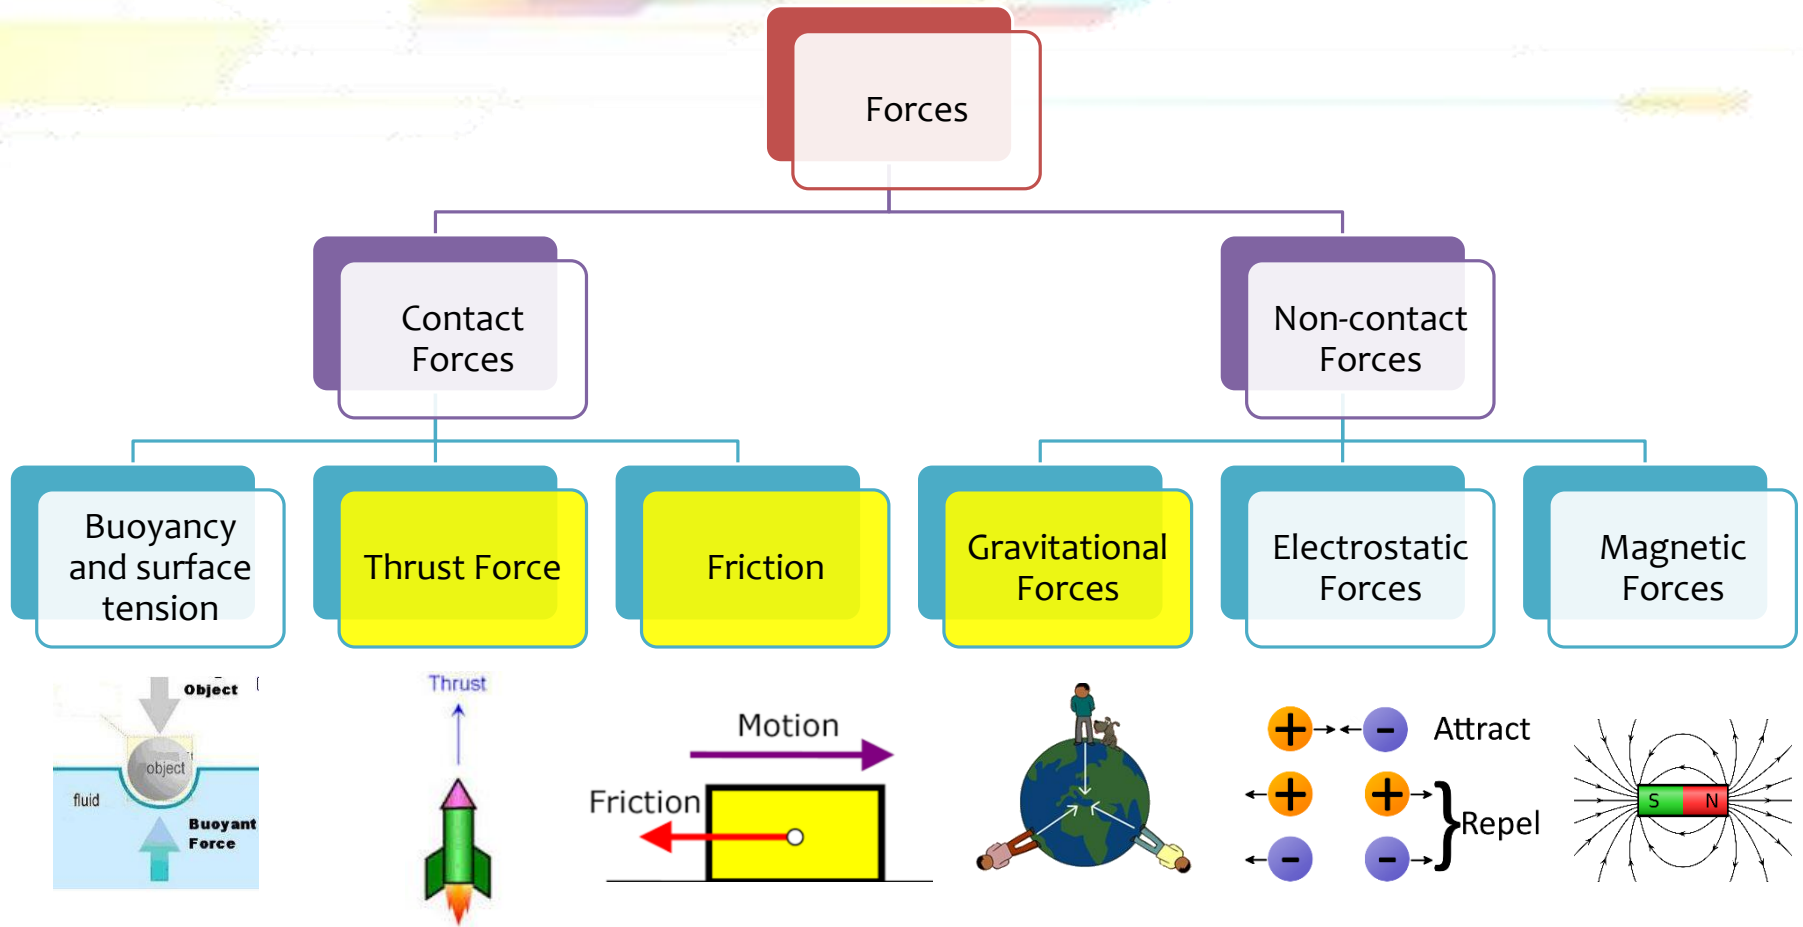 Forces
Contact
Forces
Non-contact
Forces
Buoyancy
and surface
tension
Thrust Force
Friction
Gravitational
Forces
Electrostatic
Forces
Magnetic
Forces
Object
object
fluid
Buoyant
Force
Thrust
Motion
Friction
+ - Attract
+ +
Repel
- -
S N